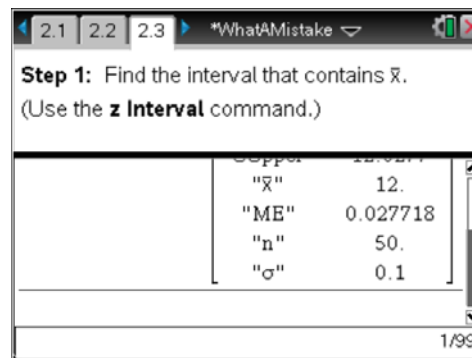 2.1 2.2 2.3 *WhatAMistake
Step 1: Find the interval that contains x̄.
(Use the z Interval command.)
"x̄" 12.
"ME" 0.027718
"n" 50.
"σ" 0.1
1/99